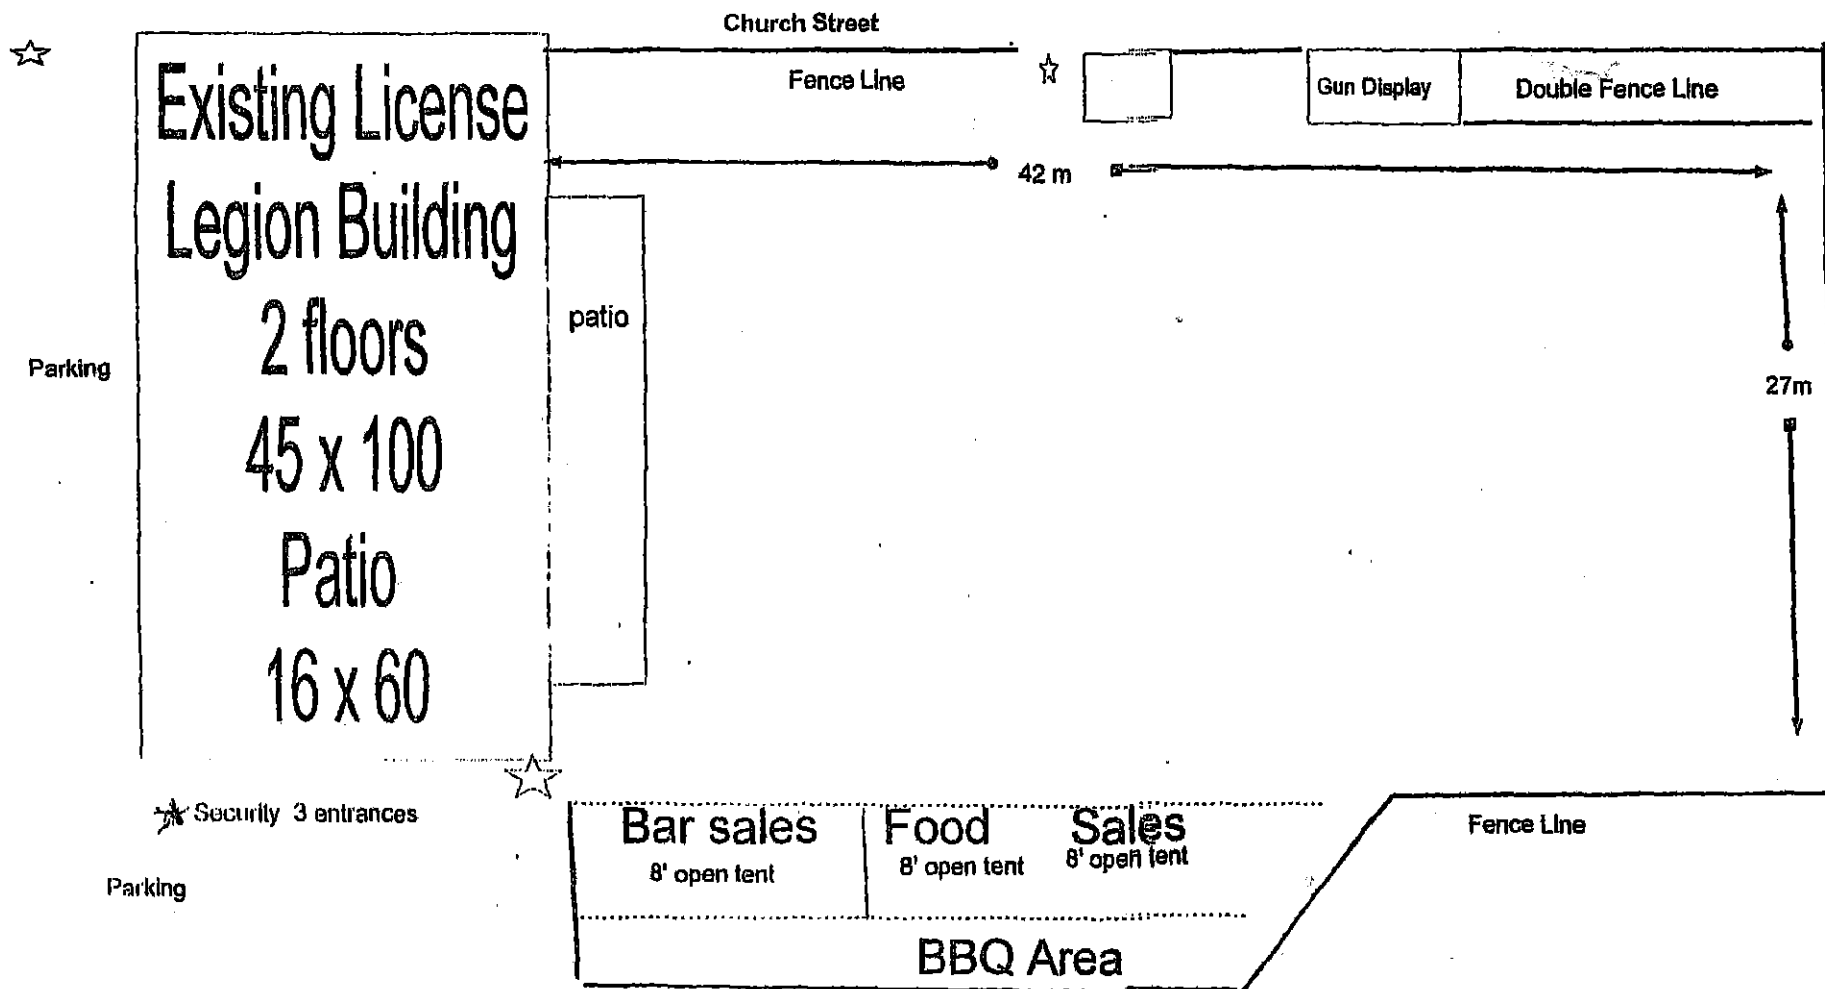 Church Street
Fence Line
Gun Display
Double Fence Line
Existing License
Legion Building
2 floors
45 x 100
Patio
16 x 60
42 m
patio
Parking
27m
Security 3 entrances
Parking
Bar sales
8' open tent
Food Sales
8' open tent 8' open tent
Fence Line
BBQ Area